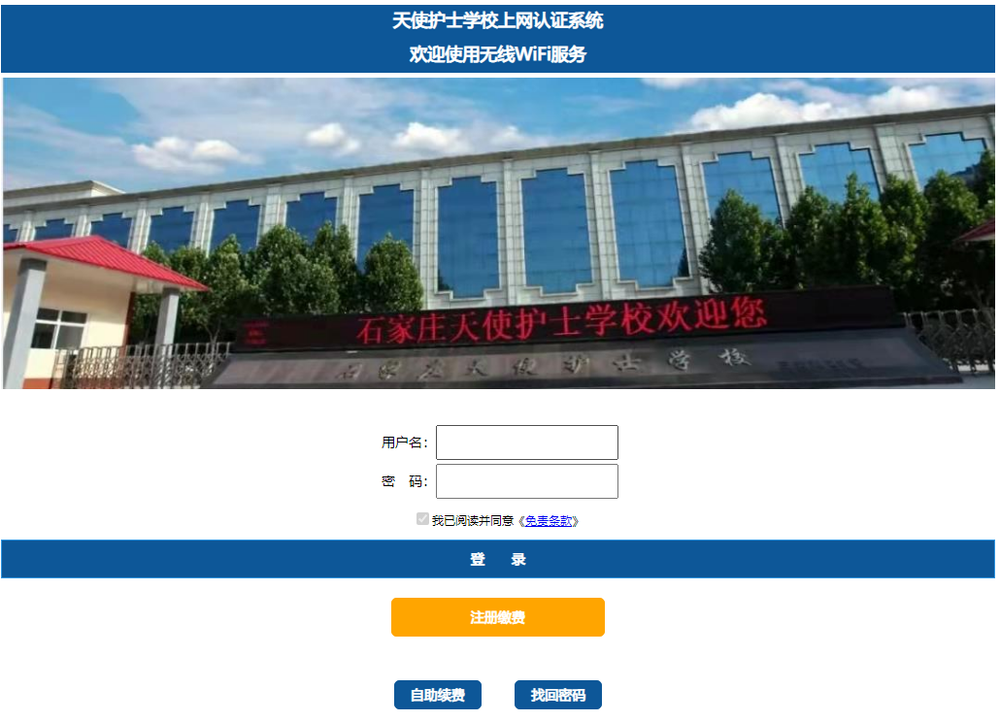 天使护士学校上网认证系统
欢迎使用无线WiFi服务
石家庄天使护士学校欢迎您
石家庄天使护士学校
用户名：
密　码：
我已阅读并同意《免责条款》
登　录
注册缴费
自助续费
找回密码